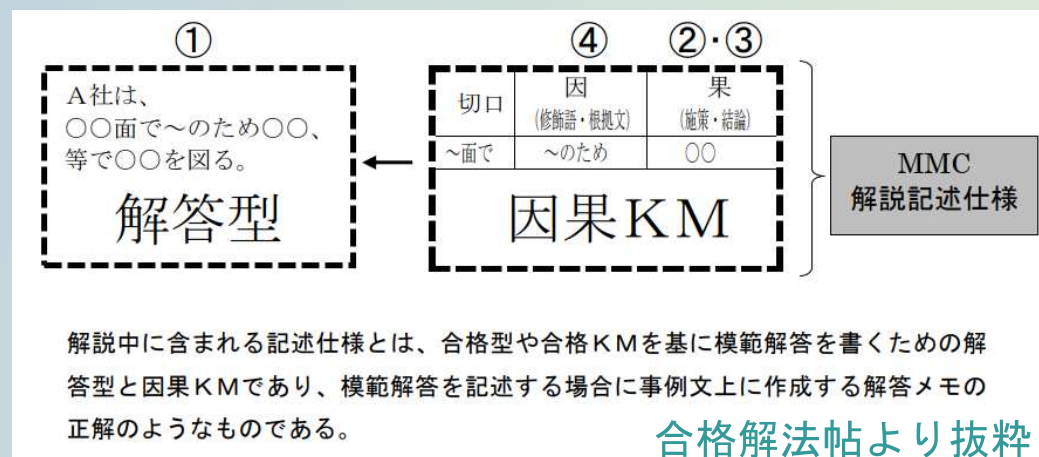 ①
④
②・③
A社は、
○○面で～のため○○、
等で○○を図る。
解答型
切口
因
(修飾語・根拠文)
果
(施策・結論)
～面で
～のため
○○
因果KM
MMC
解説記述仕様
解説中に含まれる記述仕様とは、合格型や合格KMを基に模範解答を書くための解
答型と因果KMであり、模範解答を記述する場合に事例文上に作成する解答メモの
正解のようなものである。
合格解法帖より抜粋